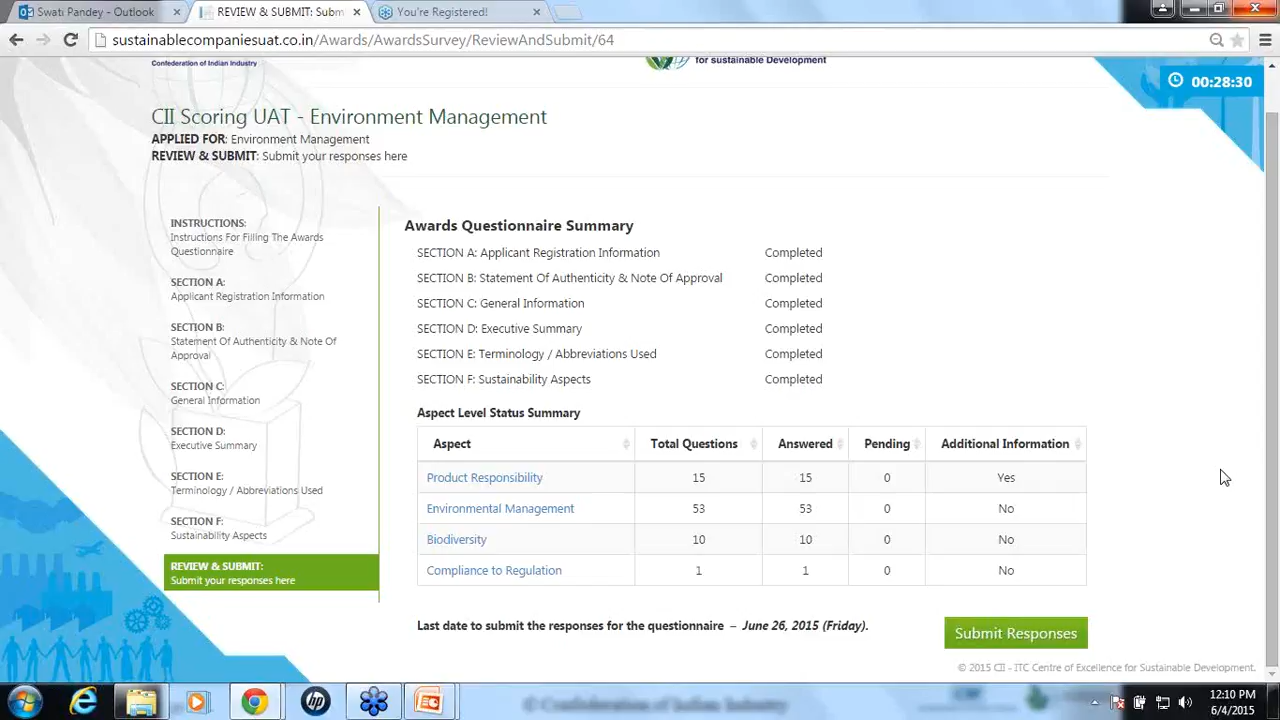 Swati Pandey - Outlook
REVIEW & SUBMIT: Subm
You're Registered!
sustainablecompaniesuat.co.in/Awards/AwardsSurvey/ReviewAndSubmit/64
Confederation of Indian Industry
for sustainable Development
00:28:30
CII Scoring UAT - Environment Management
APPLIED FOR: Environment Management
REVIEW & SUBMIT: Submit your responses here
INSTRUCTIONS:
Instructions For Filling The Awards
Questionnaire
SECTION A:
Applicant Registration Information
SECTION B:
Statement Of Authenticity & Note Of
Approval
SECTION C:
General Information
SECTION D:
Executive Summary
SECTION E:
Terminology / Abbreviations Used
SECTION F:
Sustainability Aspects
REVIEW & SUBMIT:
Submit your responses here
Awards Questionnaire Summary
SECTION A: Applicant Registration Information Completed
SECTION B: Statement Of Authenticity & Note Of Approval Completed
SECTION C: General Information Completed
SECTION D: Executive Summary Completed
SECTION E: Terminology / Abbreviations Used Completed
SECTION F: Sustainability Aspects Completed
Aspect Level Status Summary
Aspect Total Questions Answered Pending Additional Information
Product Responsibility 15 15 0 Yes
Environmental Management 53 53 0 No
Biodiversity 10 10 0 No
Compliance to Regulation 1 1 0 No
Last date to submit the responses for the questionnaire – June 26, 2015 (Friday).
Submit Responses
© 2015 CII - ITC Centre of Excellence for Sustainable Development.
© Confederation of Indian Industry
12:10 PM
6/4/2015